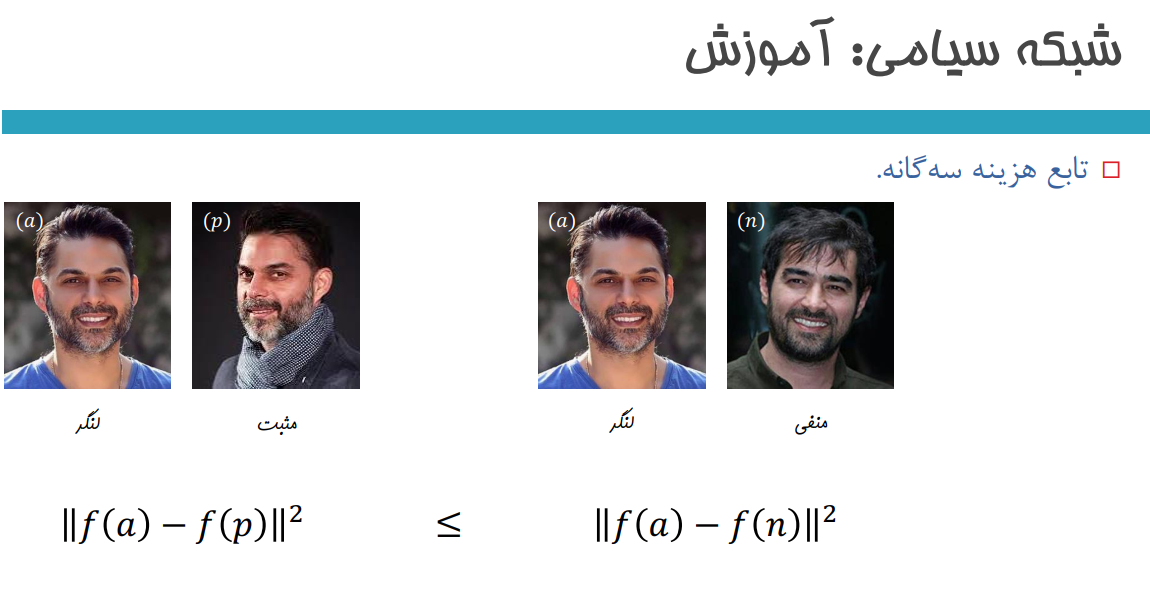 شبکه سیامی: آموزش
تابع هزینه سه‌گانه.
(a) (p) (a) (n)
لنگر مثبت لنگر منفی
‖f(a) − f(p)‖² ≤ ‖f(a) − f(n)‖²